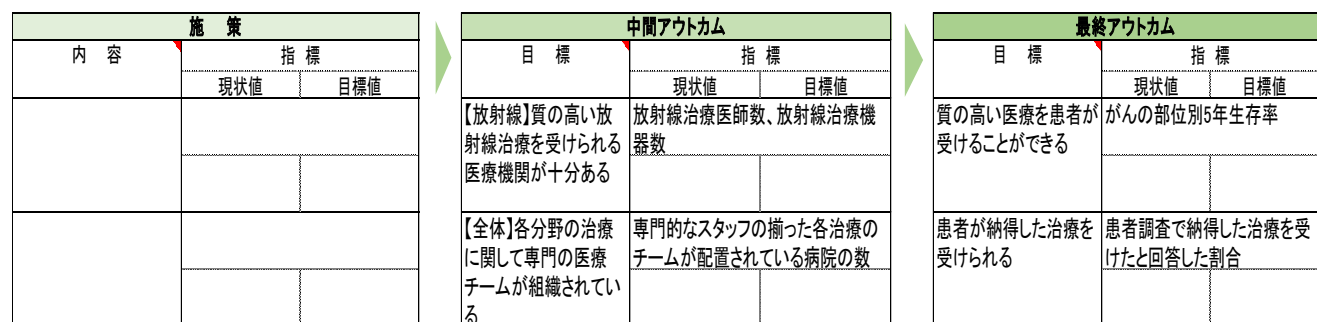 施 策
内 容
指 標
現状値
目標値
中間アウトカム
目 標
指 標
現状値
目標値
【放射線】質の高い放
射線治療を受けられる
医療機関が十分ある
放射線治療医師数、放射線治療機
器数
【全体】各分野の治療
に関して専門の医療
チームが組織されてい
る
専門的なスタッフの揃った各治療の
チームが配置されている病院の数
最終アウトカム
目 標
指 標
現状値
目標値
質の高い医療を患者が
受けることができる
がんの部位別5年生存率
患者が納得した治療を
受けられる
患者調査で納得した治療を受
けたと回答した割合